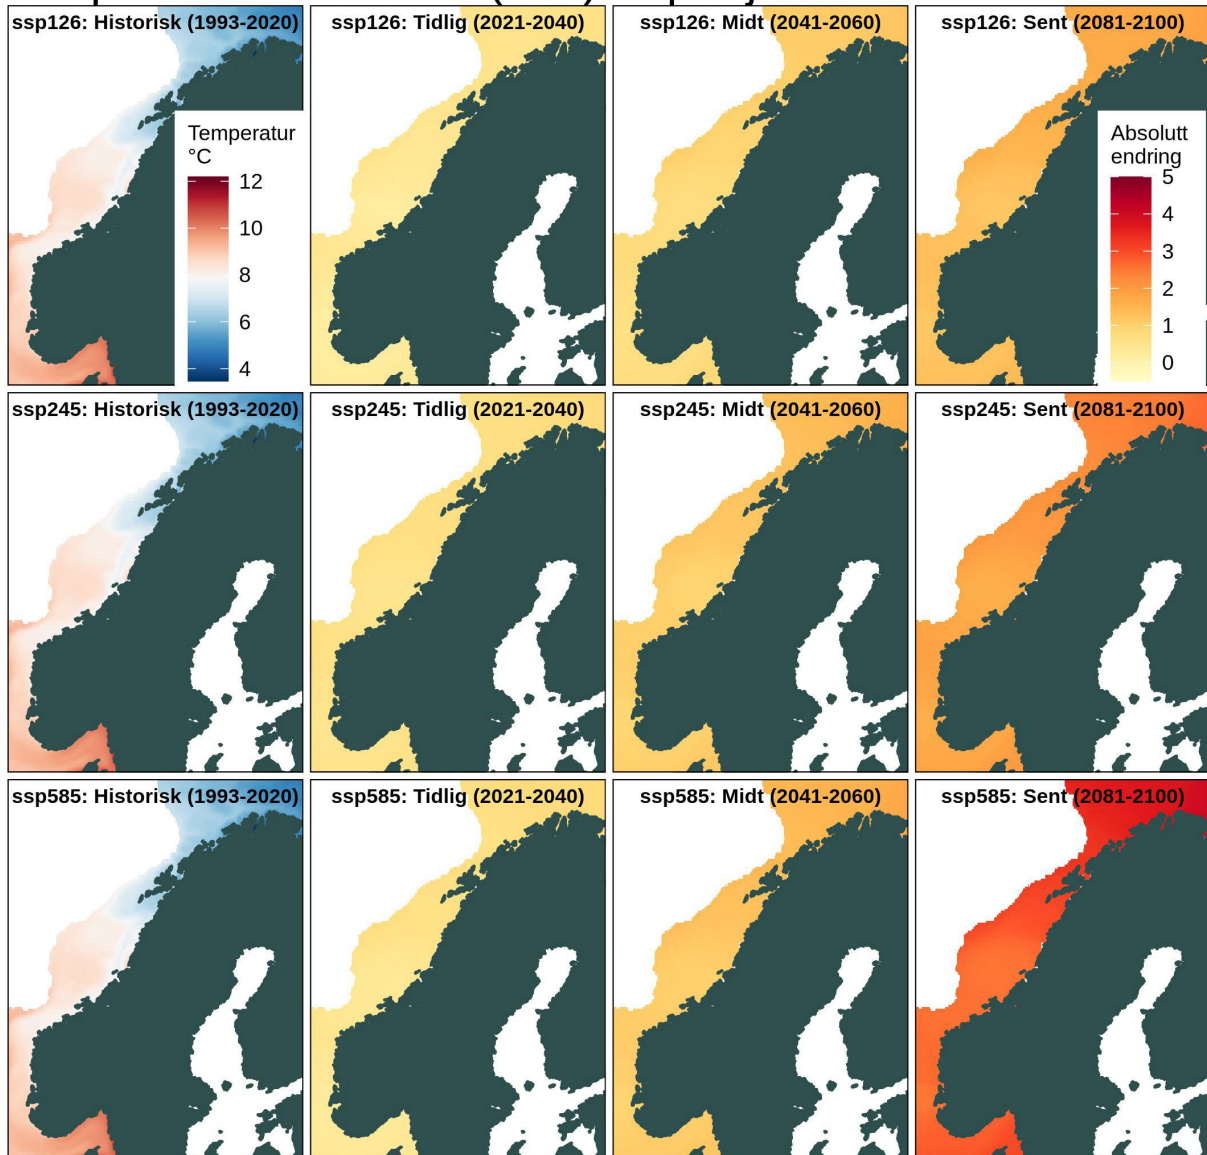 ssp126: Historisk (1993-2020)
ssp126: Tidlig (2021-2040)
ssp126: Midt (2041-2060)
ssp126: Sent (2081-2100)
Temperatur
°C
12
10
8
6
4
Absolutt
endring
5
4
3
2
1
0
ssp245: Historisk (1993-2020)
ssp245: Tidlig (2021-2040)
ssp245: Midt (2041-2060)
ssp245: Sent (2081-2100)
ssp585: Historisk (1993-2020)
ssp585: Tidlig (2021-2040)
ssp585: Midt (2041-2060)
ssp585: Sent (2081-2100)